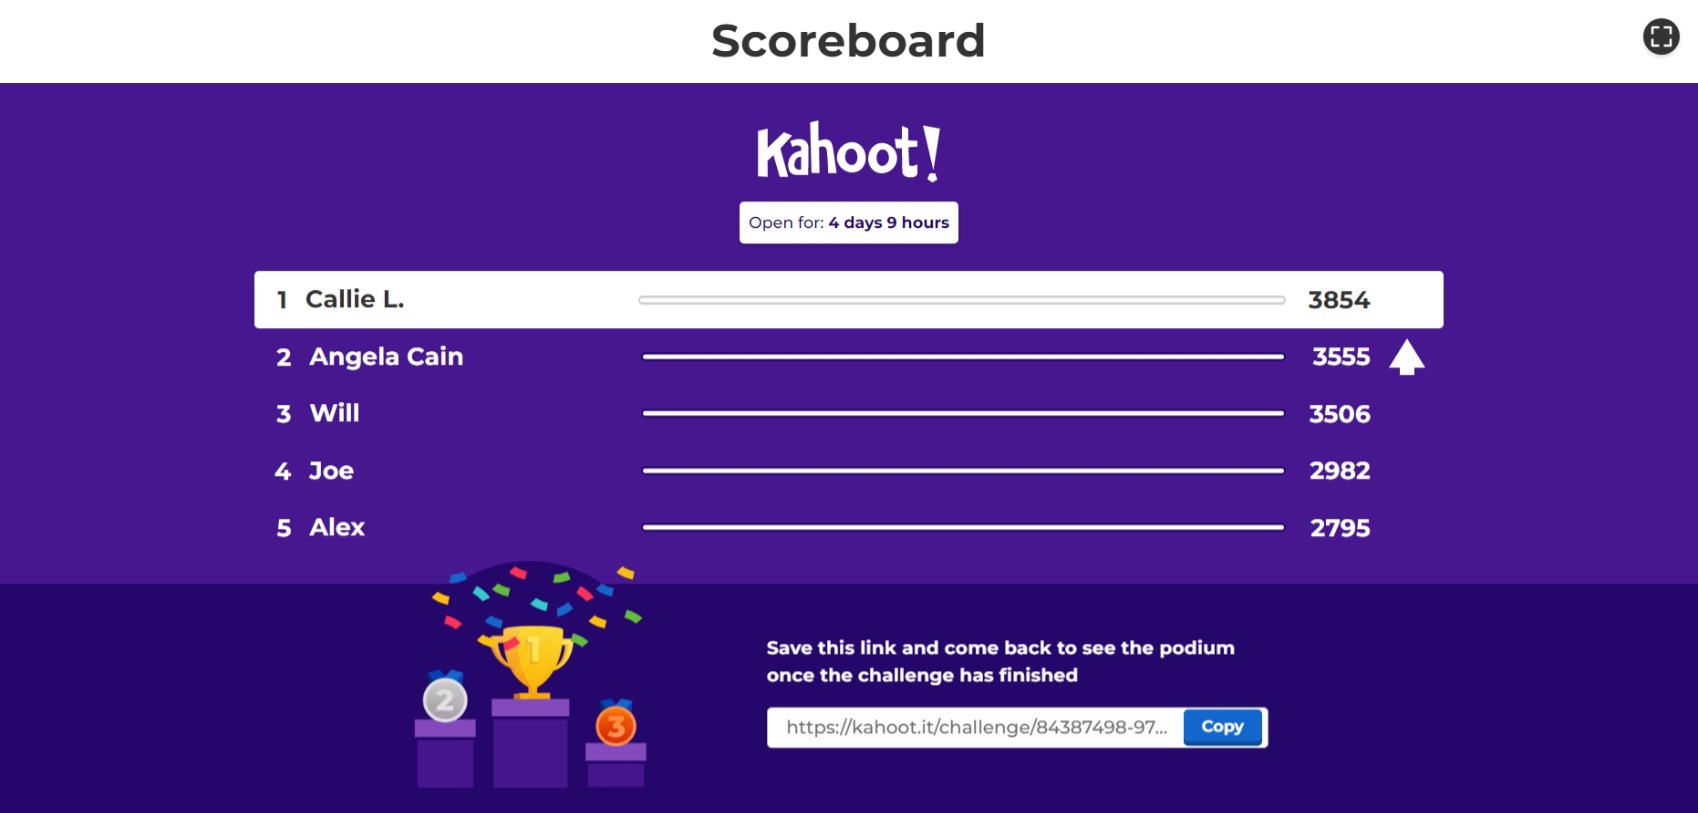 Scoreboard
Kahoot!
Open for: 4 days 9 hours
1 Callie L. 3854
2 Angela Cain 3555
3 Will 3506
4 Joe 2982
5 Alex 2795
1
2
3
Save this link and come back to see the podium
once the challenge has finished
https://kahoot.it/challenge/84387498-97... Copy